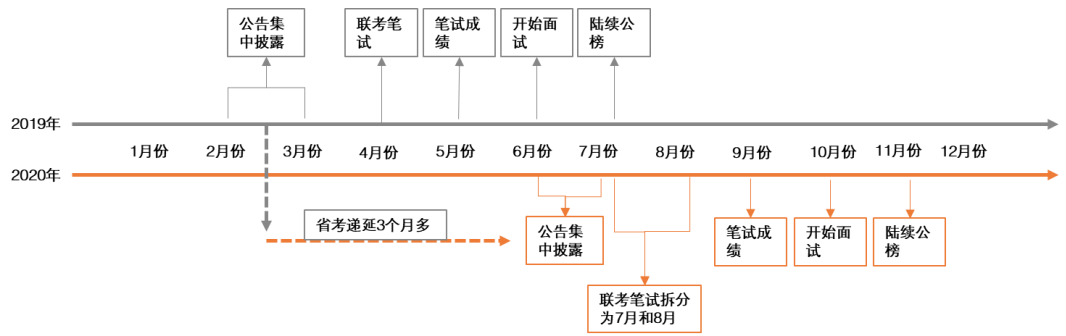 公告集
中披露
联考笔
试
笔试成
绩
开始面
试
陆续公
榜
2019年
1月份
2月份
3月份
4月份
5月份
6月份
7月份
8月份
9月份
10月份
11月份
12月份
2020年
省考递延3个月多
公告集
中披露
笔试成
绩
开始面
试
陆续公
榜
联考笔试拆分
为7月和8月